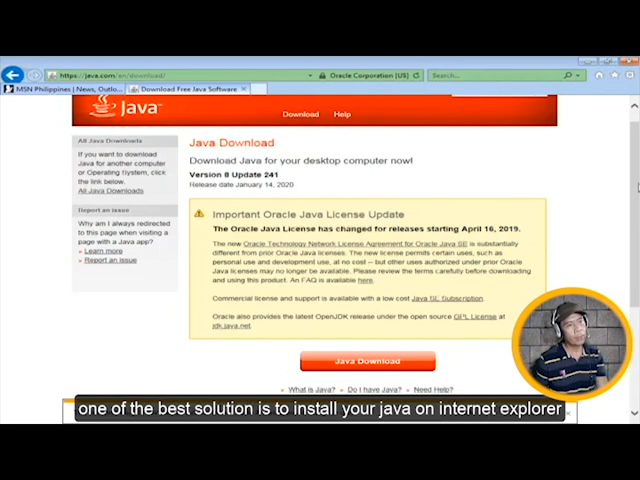 https://java.com/en/download/
Oracle Corporation [US]
Search...
MSN Philippines | News, Outlo...
Download Free Java Software
Java
Download
Help
All Java Downloads
If you want to download
Java for another computer
or Operating System, click
the link below.
All Java Downloads
Report an issue
Why am I always redirected
to this page when visiting a
page with a Java app?
» Learn more
» Report an issue
Java Download
Download Java for your desktop computer now!
Version 8 Update 241
Release date January 14, 2020
Important Oracle Java License Update
The Oracle Java License has changed for releases starting April 16, 2019.
The new Oracle Technology Network License Agreement for Oracle Java SE is substantially
different from prior Oracle Java licenses. The new license permits certain uses, such as
personal use and development use, at no cost -- but other uses authorized under prior Oracle
Java licenses may no longer be available. Please review the terms carefully before downloading
and using this product. An FAQ is available here.
Commercial license and support is available with a low cost Java SE Subscription.
Oracle also provides the latest OpenJDK release under the open source GPL License at
jdk.java.net.
Java Download
» What is Java? » Do I have Java? » Need Help?
one of the best solution is to install your java on internet explorer